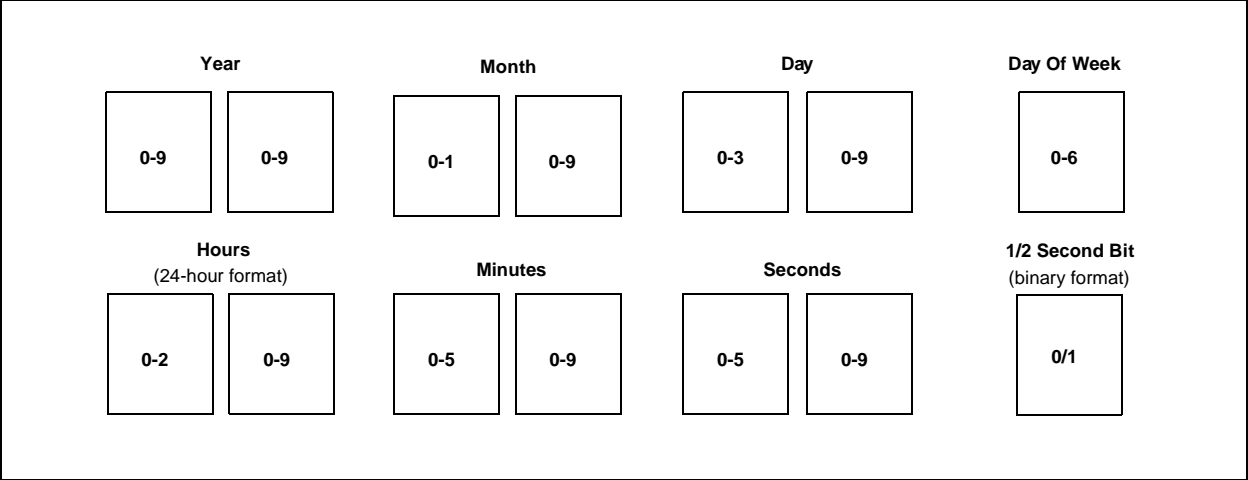 Year
Month
Day
Day Of Week
0-9 0-9
0-1 0-9
0-3 0-9
0-6
Hours
(24-hour format)
Minutes
Seconds
1/2 Second Bit
(binary format)
0-2 0-9
0-5 0-9
0-5 0-9
0/1